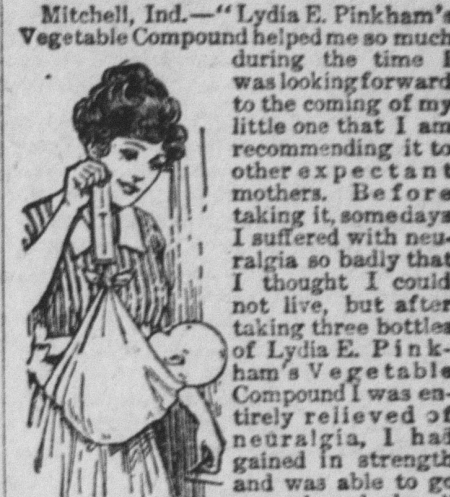 Mitchell, Ind.—“Lydia E. Pinkham's
Vegetable Compound helped me so much
during the time I
was looking forward
to the coming of my
little one that I am
recommending it to
other expectant
mothers. Before
taking it, some days
I suffered with neu-
ralgia so badly that
I thought I could
not live, but after
taking three bottles
of Lydia E. Pink-
ham's Vegetable
Compound I was en-
tirely relieved of
neuralgia, I had
gained in strength
and was able to go